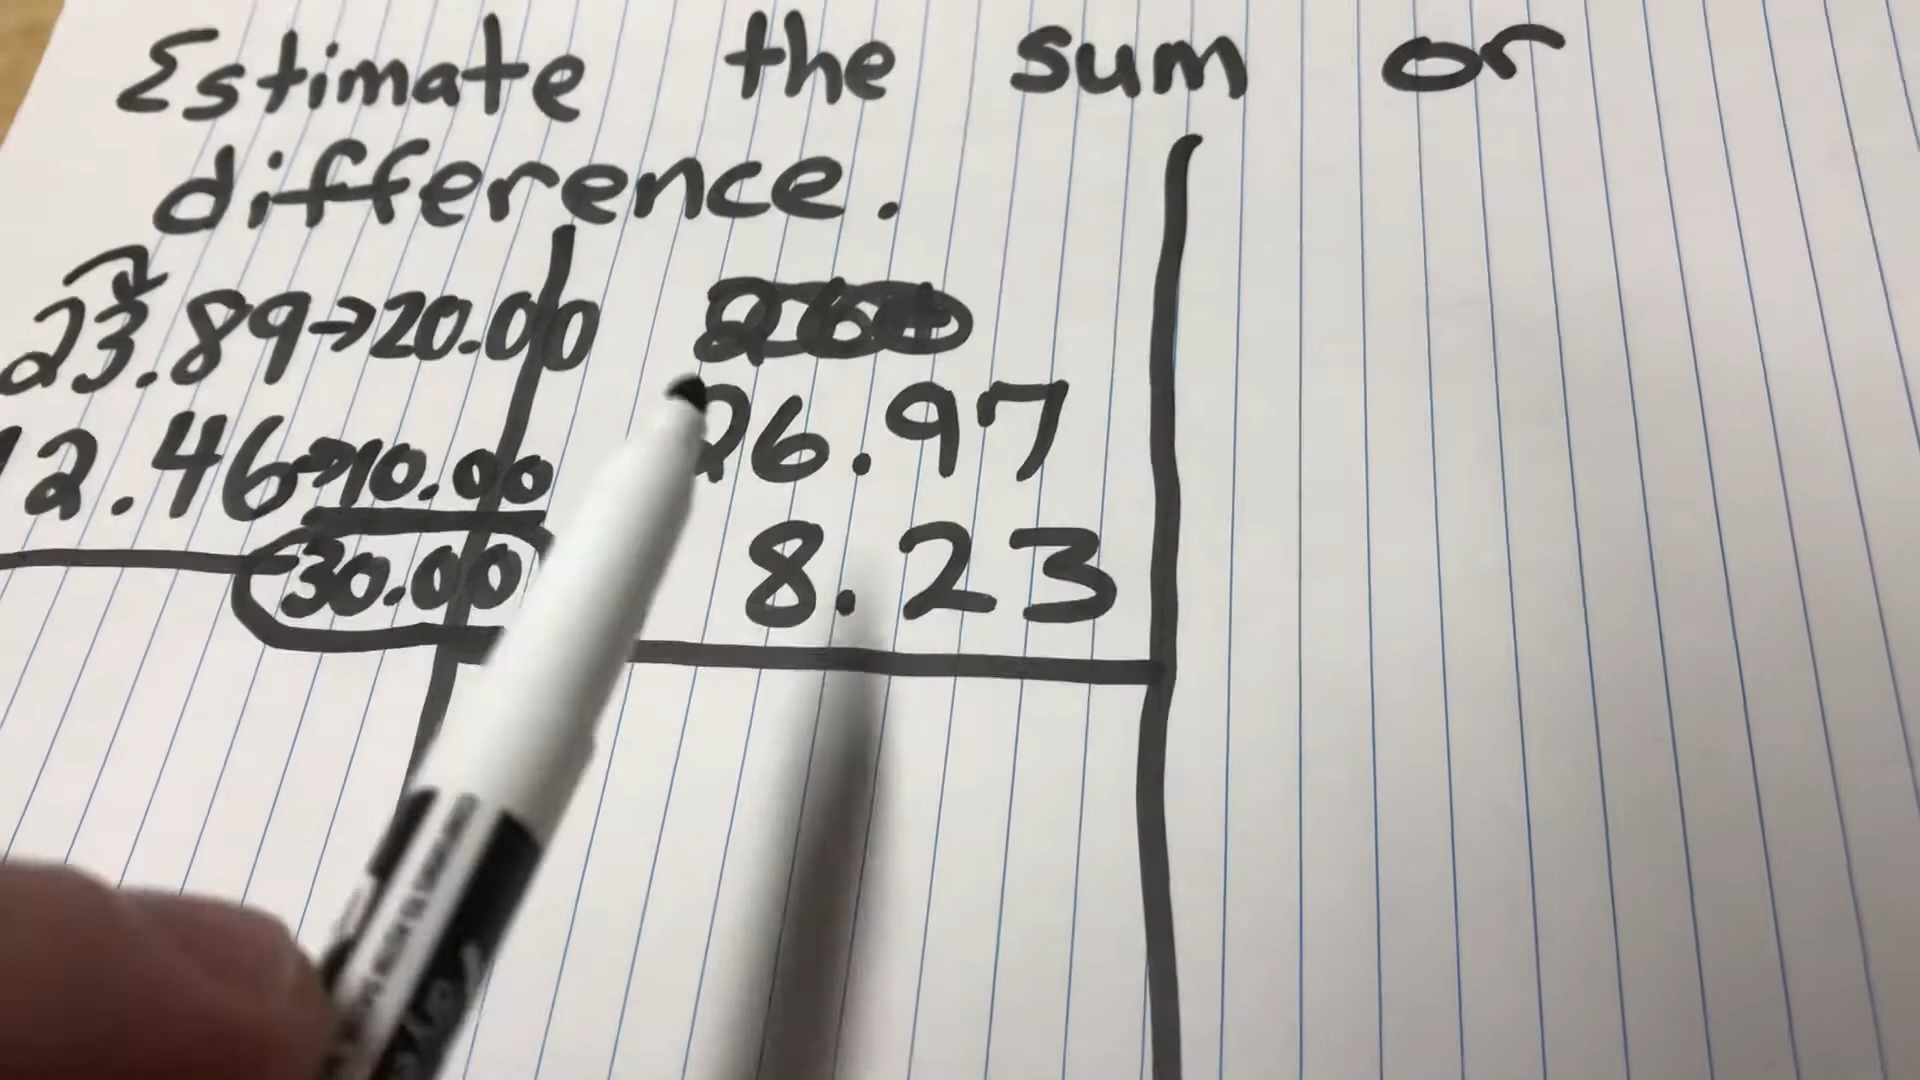 Estimate the sum or
difference.
23.89→20.00
12.46→10.00
30.00
26.97
8.23